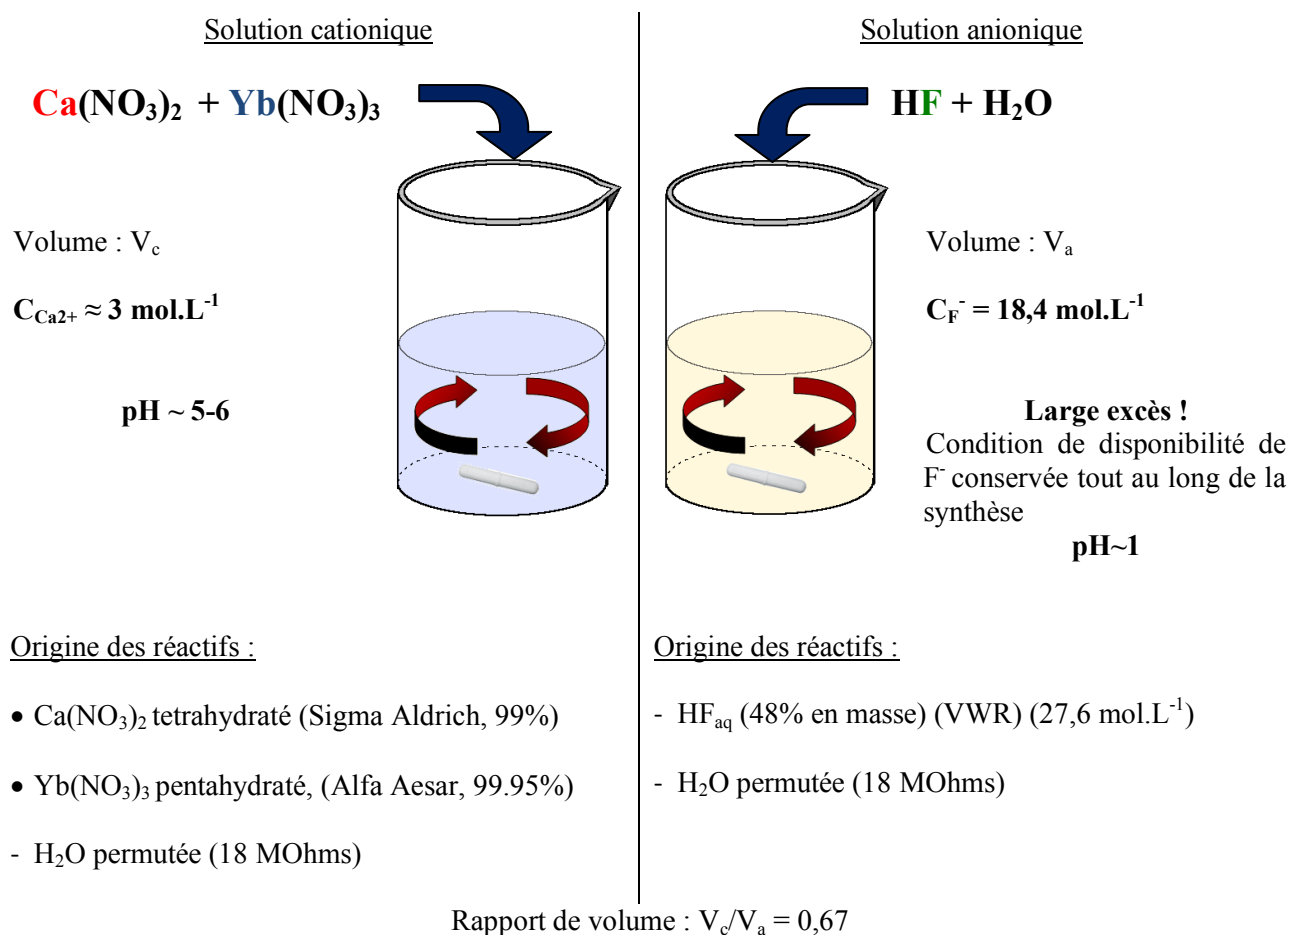 Solution cationique
Ca(NO₃)₂ + Yb(NO₃)₃
Volume : Vc
C_Ca2+ ≈ 3 mol.L⁻¹
pH ~ 5-6
Origine des réactifs :
• Ca(NO₃)₂ tetrahydraté (Sigma Aldrich, 99%)
• Yb(NO₃)₃ pentahydraté, (Alfa Aesar, 99.95%)
- H₂O permutée (18 MOhms)
Solution anionique
HF + H₂O
Volume : Va
C_F⁻ = 18,4 mol.L⁻¹
Large excès !
Condition de disponibilité de
F⁻ conservée tout au long de la
synthèse
pH~1
Origine des réactifs :
- HF_aq (48% en masse) (VWR) (27,6 mol.L⁻¹)
- H₂O permutée (18 MOhms)
Rapport de volume : Vc/Va = 0,67